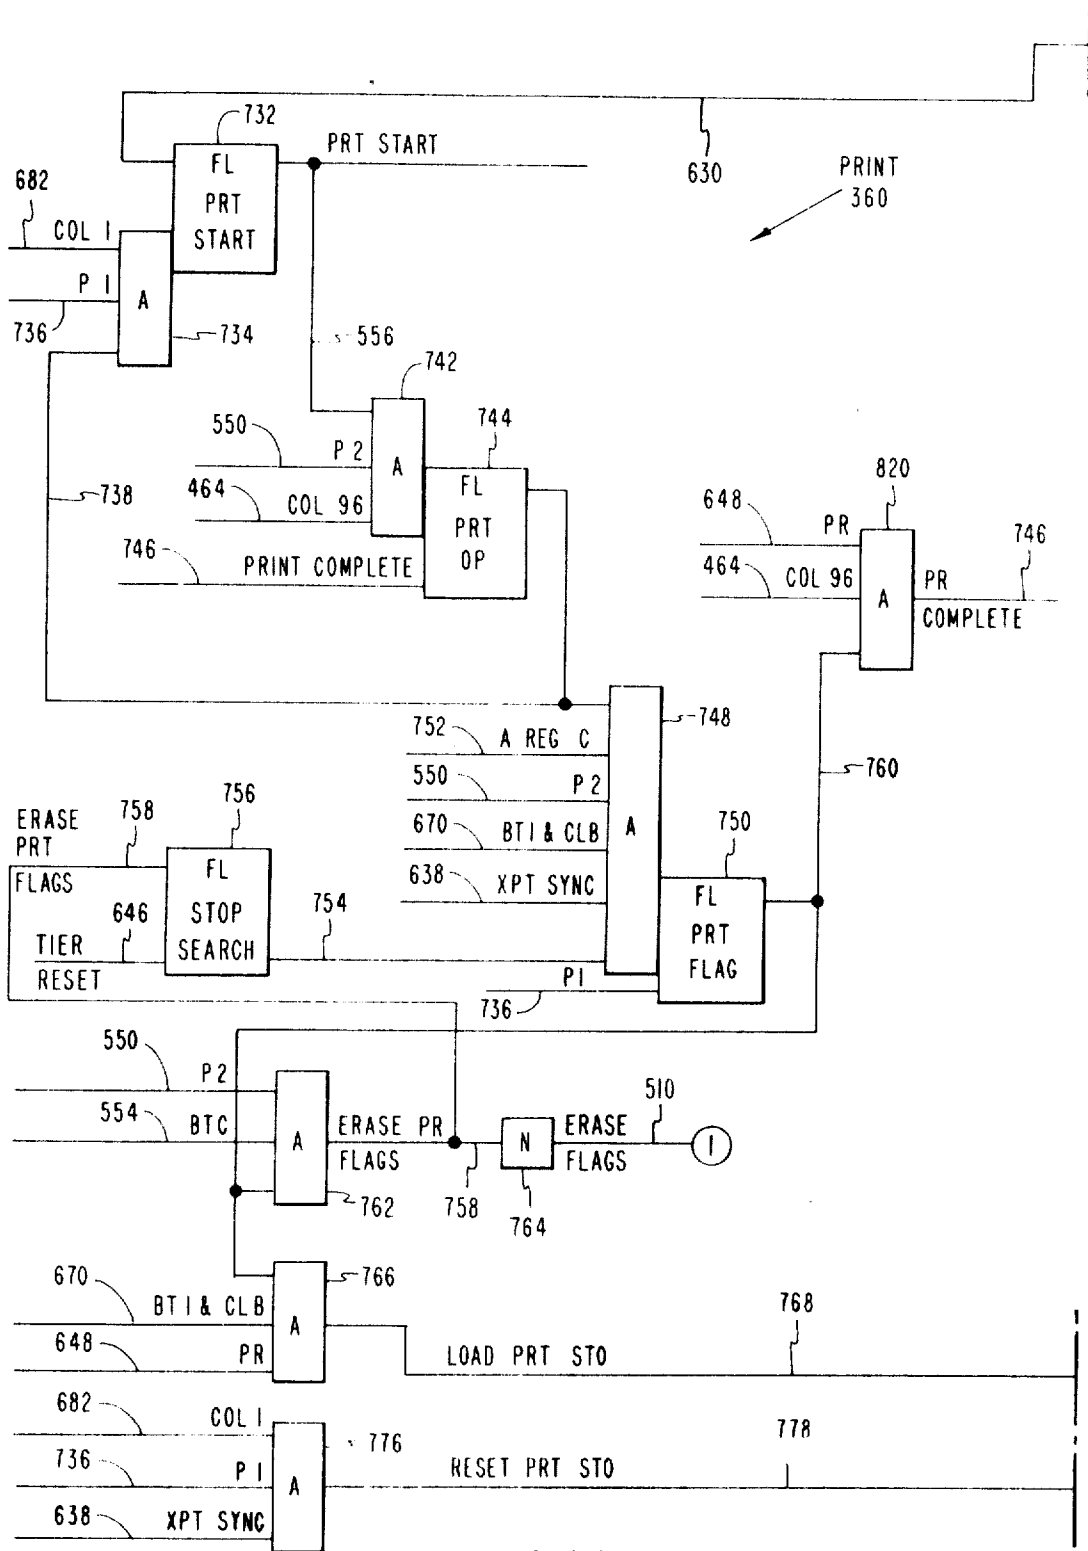 732
FL
PRT
START
PRT START
630
PRINT
360
682
COL 1
P 1
736
A
734
556
742
550
P 2
464
COL 96
A
744
FL
PRT
OP
738
746
PRINT COMPLETE
820
648
PR
464
COL 96
A
PR
COMPLETE
746
748
752
A REG C
550
P 2
670
BT1 & CLB
638
XPT SYNC
A
760
750
FL
PRT
FLAG
P1
736
ERASE
PRT
FLAGS
758
756
FL
STOP
SEARCH
754
646
TIER
RESET
550
P2
554
BTC
A
762
ERASE PR
FLAGS
758
N
764
ERASE
FLAGS
510
1
670
BT1 & CLB
648
PR
A
766
LOAD PRT STO
768
682
COL 1
736
P 1
638
XPT SYNC
A
776
RESET PRT STO
778